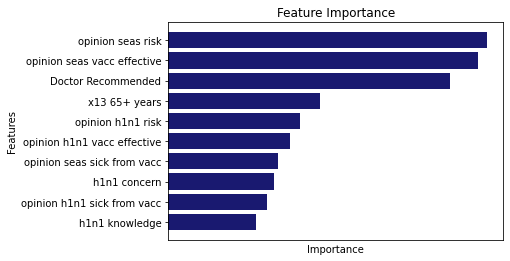 Feature Importance
opinion seas risk
opinion seas vacc effective
Doctor Recommended
x13 65+ years
opinion h1n1 risk
opinion h1n1 vacc effective
opinion seas sick from vacc
h1n1 concern
opinion h1n1 sick from vacc
h1n1 knowledge
Features
Importance